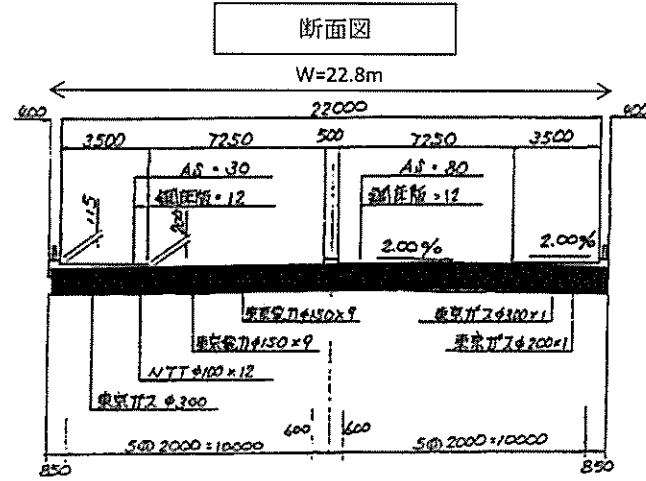 断面図
W=22.8m
400 22000 400
3500 7250 500 7250 3500
AS・30 AS・80
鋼床版・12 鋼床版・12
115
200
2.00% 2.00%
東京電力φ150×9 東京ガスφ300×1
東京電力φ150×9 東京ガスφ200×1
NTTφ100×12
東京ガスφ300
600 600
5@2000=10000 5@2000=10000
850 850